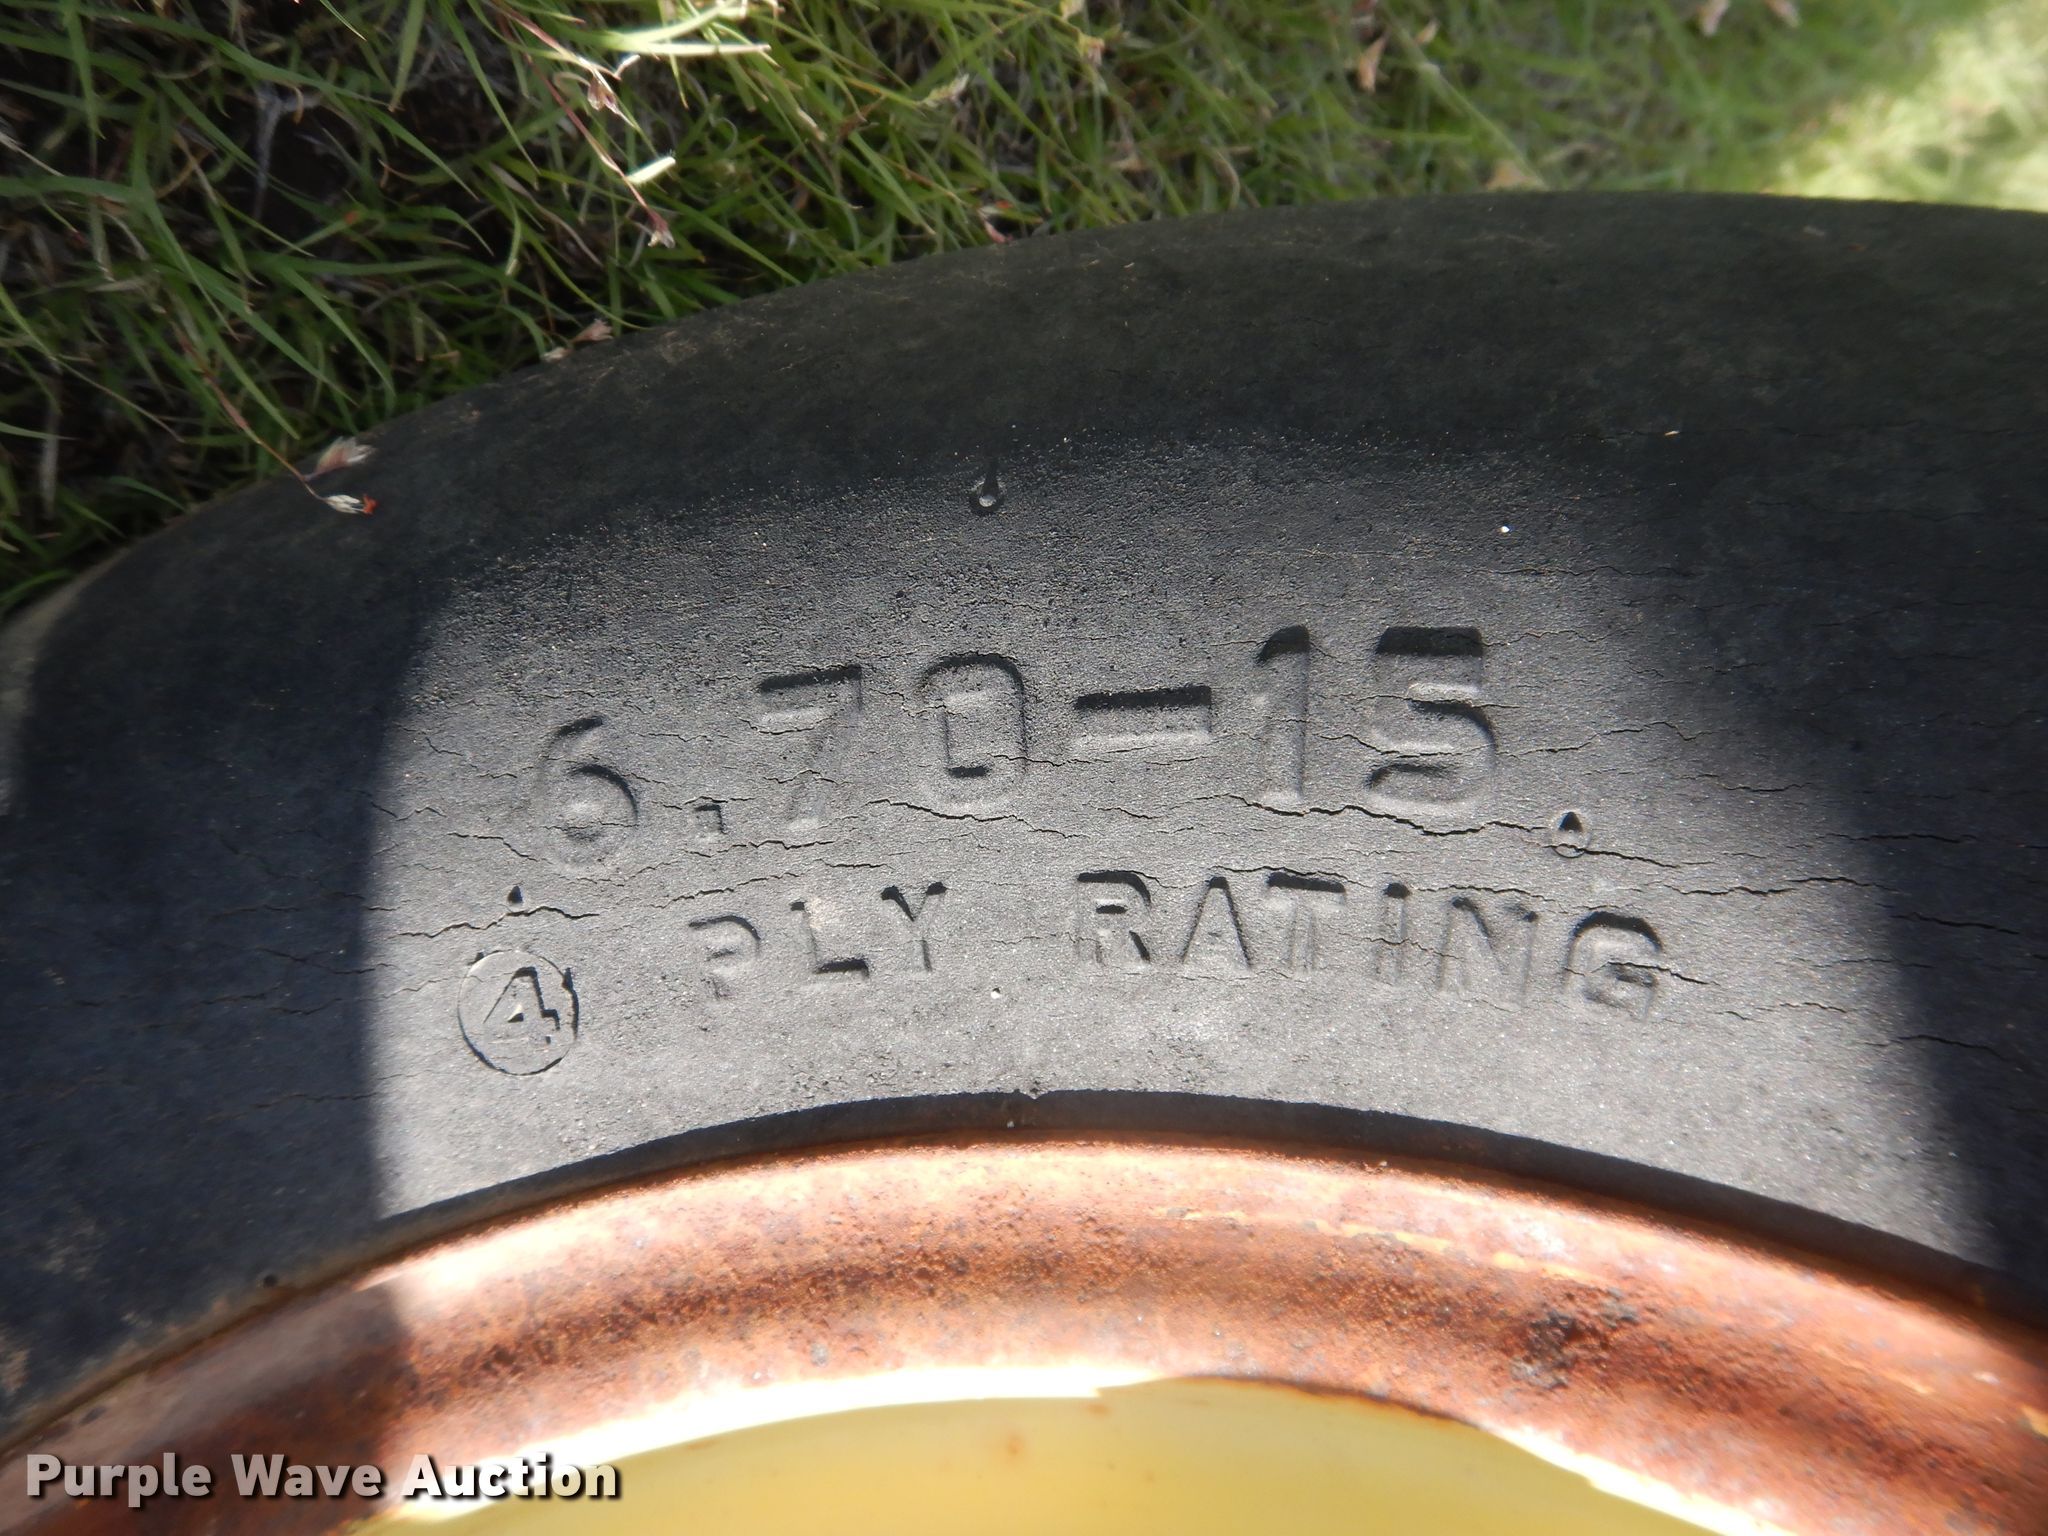 6.70-15
4 PLY RATING
Purple Wave Auction